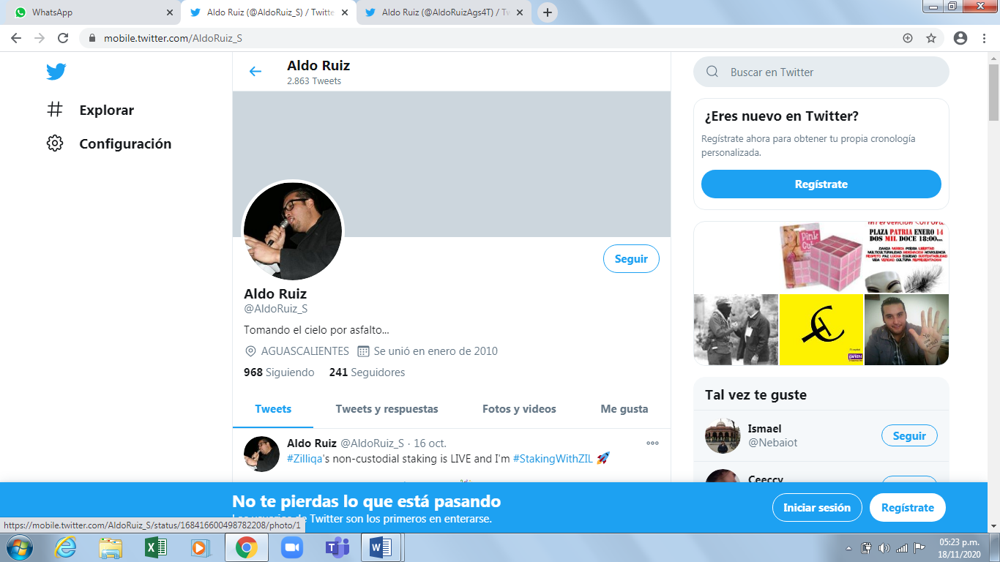 WhatsApp
Aldo Ruiz (@AldoRuiz_S) / Twitte
Aldo Ruiz (@AldoRuizAgs4T) / Tw
mobile.twitter.com/AldoRuiz_S
Explorar
Configuración
Aldo Ruiz
2.863 Tweets
Seguir
Aldo Ruiz
@AldoRuiz_S
Tomando el cielo por asfalto...
AGUASCALIENTES Se unió en enero de 2010
968 Siguiendo 241 Seguidores
Tweets Tweets y respuestas Fotos y videos Me gusta
Aldo Ruiz @AldoRuiz_S · 16 oct.
#Zilliqa's non-custodial staking is LIVE and I'm #StakingWithZIL 🚀
Buscar en Twitter
¿Eres nuevo en Twitter?
Regístrate ahora para obtener tu propia cronología
personalizada.
Regístrate
Pink
PLAZA PATRIA ENERO 14
DOS MIL DOCE 18:00...
gandhi
Tal vez te guste
Ismael
@Nebaiot
Seguir
Ceeccy
No te pierdas lo que está pasando
Los usuarios de Twitter son los primeros en enterarse.
Iniciar sesión
Regístrate
https://mobile.twitter.com/AldoRuiz_S/status/168416600498782208/photo/1
05:23 p.m.
18/11/2020